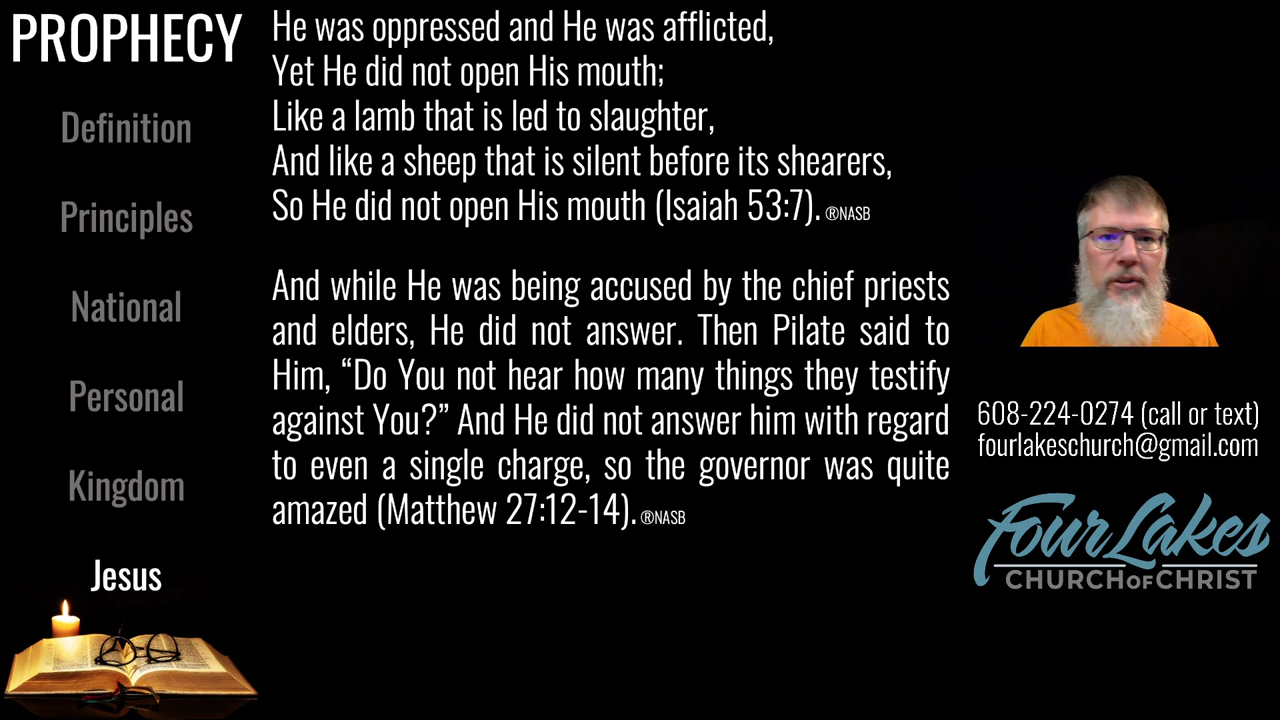 PROPHECY
Definition
Principles
National
Personal
Kingdom
Jesus
He was oppressed and He was afflicted,
Yet He did not open His mouth;
Like a lamb that is led to slaughter,
And like a sheep that is silent before its shearers,
So He did not open His mouth (Isaiah 53:7). ®NASB
And while He was being accused by the chief priests
and elders, He did not answer. Then Pilate said to
Him, “Do You not hear how many things they testify
against You?” And He did not answer him with regard
to even a single charge, so the governor was quite
amazed (Matthew 27:12-14). ®NASB
608-224-0274 (call or text)
fourlakeschurch@gmail.com
Four Lakes
CHURCH OF CHRIST